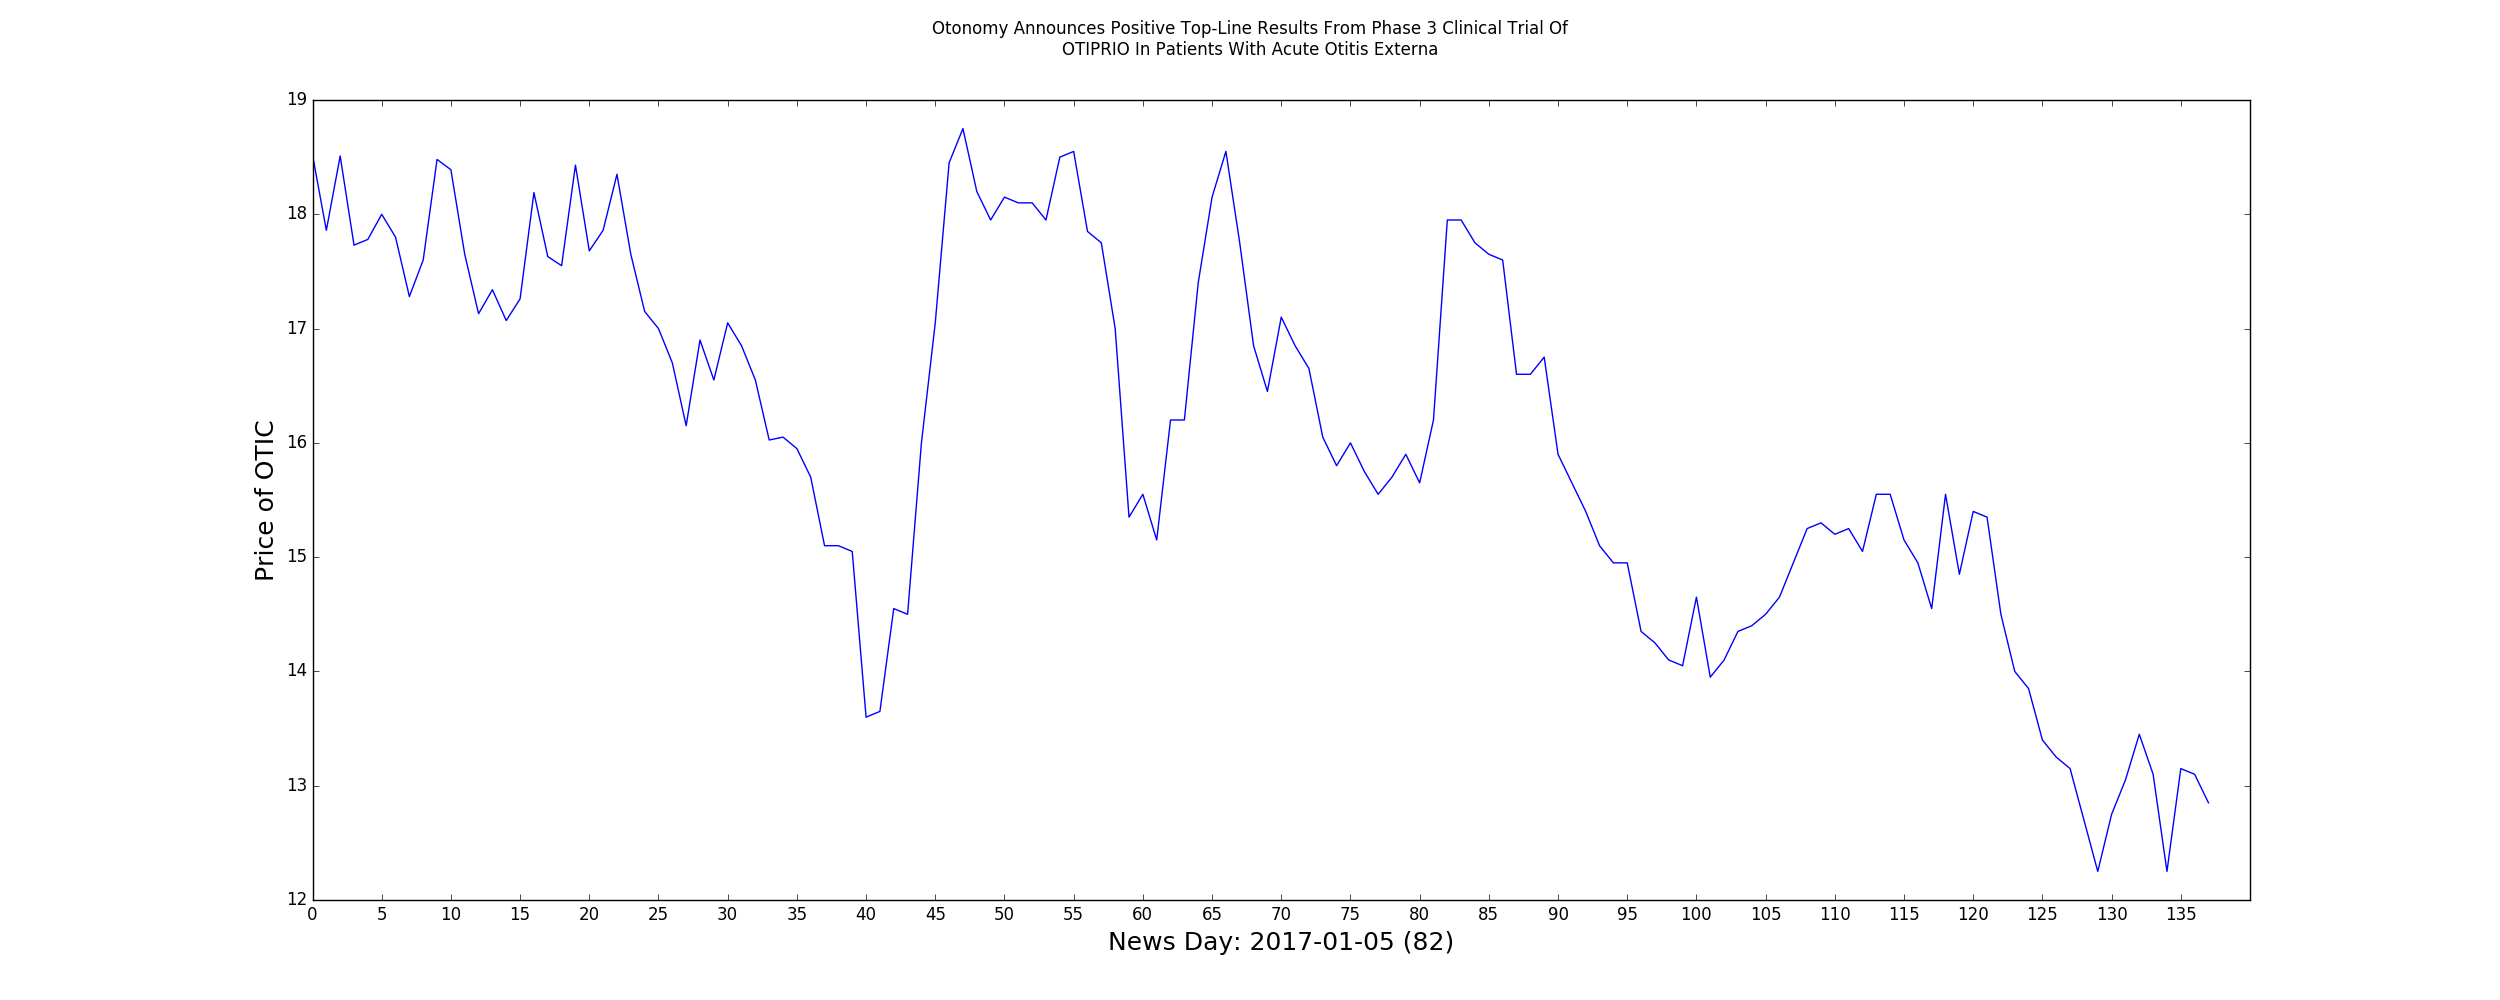 Otonomy Announces Positive Top-Line Results From Phase 3 Clinical Trial Of
OTIPRIO In Patients With Acute Otitis Externa
19
18
17
16
15
14
13
12
Price of OTIC
0 5 10 15 20 25 30 35 40 45 50 55 60 65 70 75 80 85 90 95 100 105 110 115 120 125 130 135
News Day: 2017-01-05 (82)